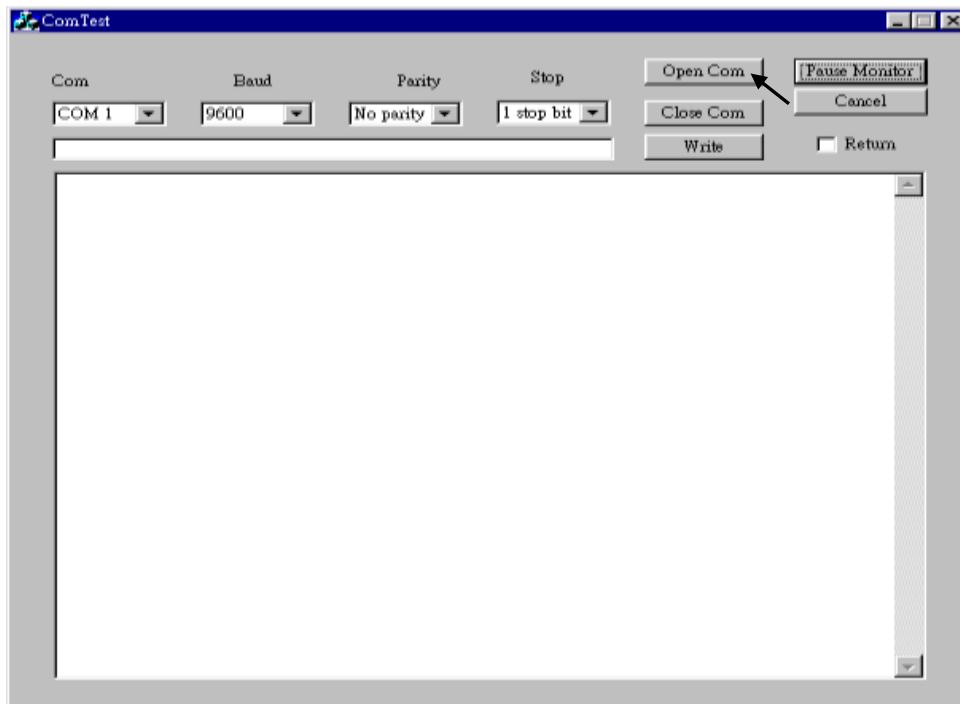 ComTest
Com Baud Parity Stop
COM 1 9600 No parity 1 stop bit
Open Com Pause Monitor
Close Com Cancel
Write Return